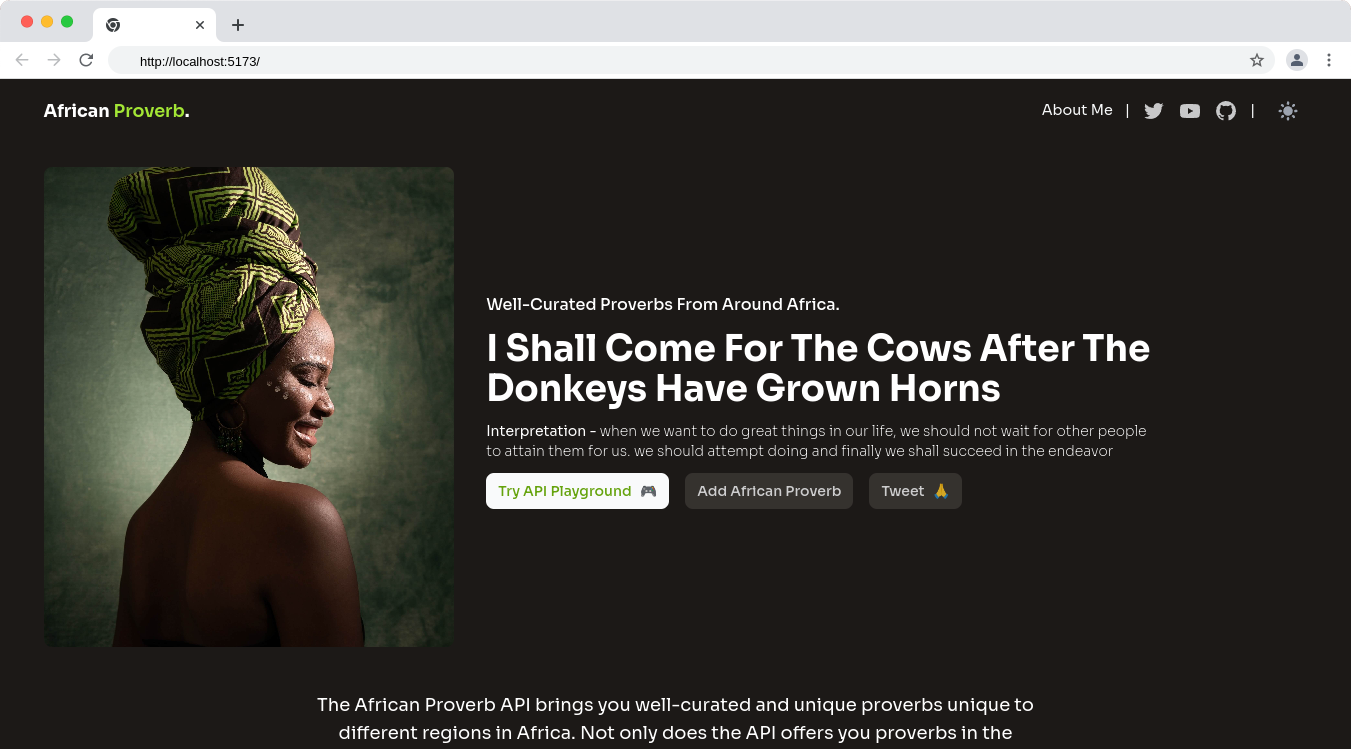 http://localhost:5173/
African Proverb.
About Me | |
Well-Curated Proverbs From Around Africa.
I Shall Come For The Cows After The
Donkeys Have Grown Horns
Interpretation - when we want to do great things in our life, we should not wait for other people
to attain them for us. we should attempt doing and finally we shall succeed in the endeavor
Try API Playground 🎮
Add African Proverb
Tweet 🙏
The African Proverb API brings you well-curated and unique proverbs unique to
different regions in Africa. Not only does the API offers you proverbs in the